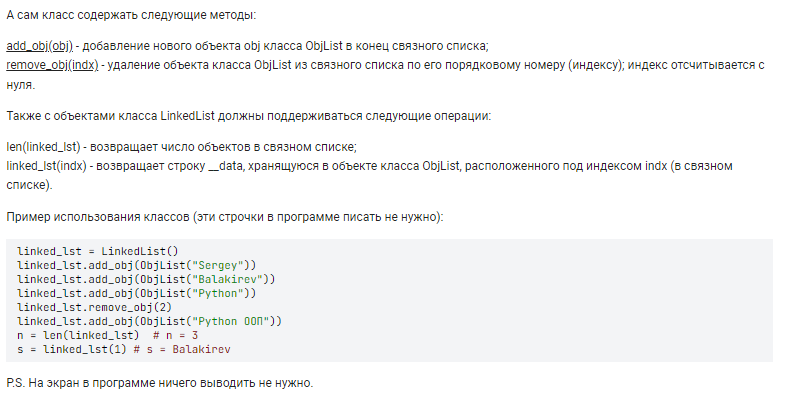 А сам класс содержать следующие методы:
add_obj(obj) - добавление нового объекта obj класса ObjList в конец связного списка;
remove_obj(indx) - удаление объекта класса ObjList из связного списка по его порядковому номеру (индексу); индекс отсчитывается с
нуля.
Также с объектами класса LinkedList должны поддерживаться следующие операции:
len(linked_lst) - возвращает число объектов в связном списке;
linked_lst(indx) - возвращает строку __data, хранящуюся в объекте класса ObjList, расположенного под индексом indx (в связном
списке).
Пример использования классов (эти строчки в программе писать не нужно):
linked_lst = LinkedList()
linked_lst.add_obj(ObjList("Sergey"))
linked_lst.add_obj(ObjList("Balakirev"))
linked_lst.add_obj(ObjList("Python"))
linked_lst.remove_obj(2)
linked_lst.add_obj(ObjList("Python ООП"))
n = len(linked_lst)  # n = 3
s = linked_lst(1) # s = Balakirev
P.S. На экран в программе ничего выводить не нужно.